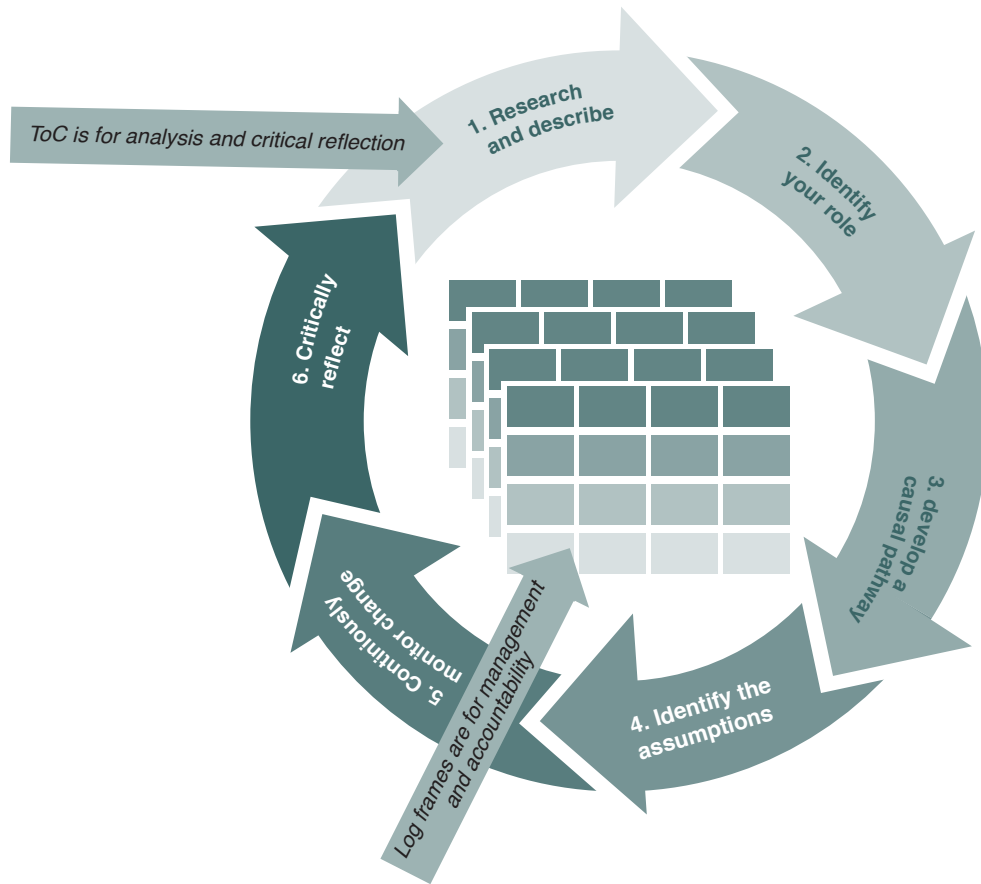 ToC is for analysis and critical reflection
1. Research
and describe
2. Identify
your role
3. develop a
causal pathway
4. Identify the
assumptions
5. Continiously
monitor change
6. Critically
reflect
Log frames are for management
and accountability